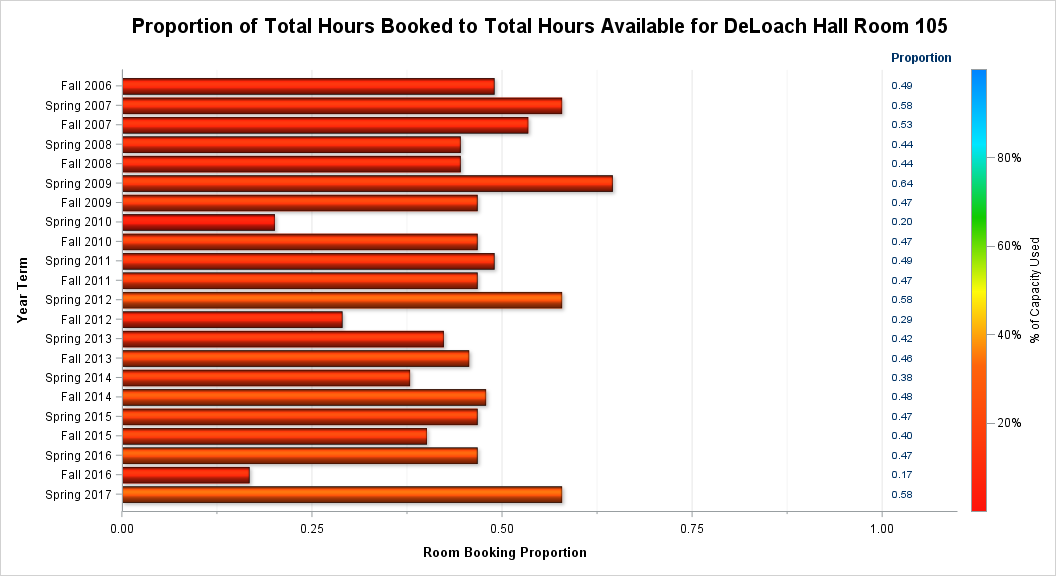 Proportion of Total Hours Booked to Total Hours Available for DeLoach Hall Room 105
Proportion
Fall 2006 0.49
Spring 2007 0.58
Fall 2007 0.53
Spring 2008 0.44
Fall 2008 0.44
Spring 2009 0.64
Fall 2009 0.47
Spring 2010 0.20
Fall 2010 0.47
Spring 2011 0.49
Fall 2011 0.47
Spring 2012 0.58
Fall 2012 0.29
Spring 2013 0.42
Fall 2013 0.46
Spring 2014 0.38
Fall 2014 0.48
Spring 2015 0.47
Fall 2015 0.40
Spring 2016 0.47
Fall 2016 0.17
Spring 2017 0.58
Year Term
0.00 0.25 0.50 0.75 1.00
Room Booking Proportion
80%
60%
40%
20%
% of Capacity Used